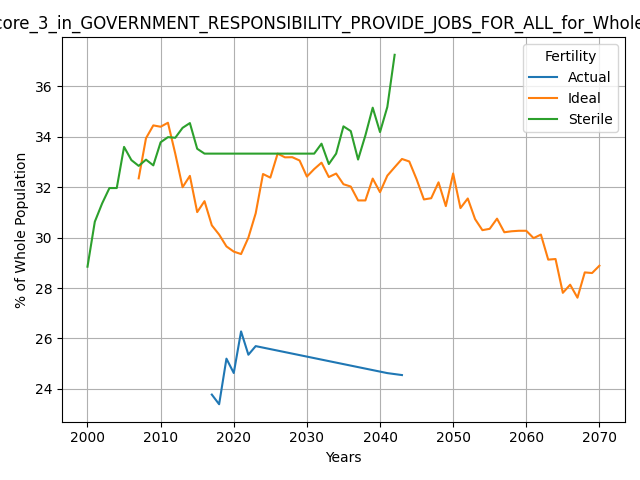 core_3_in_GOVERNMENT_RESPONSIBILITY_PROVIDE_JOBS_FOR_ALL_for_Whole
Fertility
Actual
Ideal
Sterile
% of Whole Population
36
34
32
30
28
26
24
2000 2010 2020 2030 2040 2050 2060 2070
Years